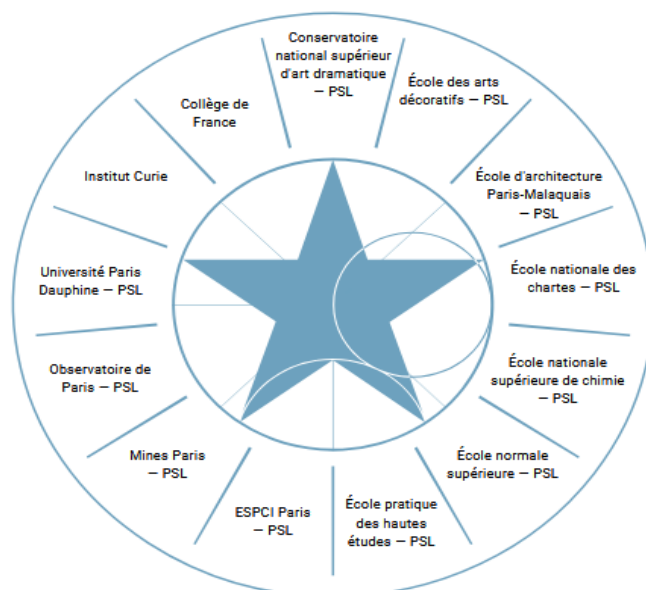 Conservatoire
national supérieur
d'art dramatique
— PSL
École des arts
décoratifs — PSL
École d'architecture
Paris-Malaquais
— PSL
École nationale des
chartes — PSL
École nationale
supérieure de chimie
— PSL
École normale
supérieure — PSL
École pratique
des hautes
études — PSL
ESPCI Paris
— PSL
Mines Paris
— PSL
Observatoire de
Paris — PSL
Université Paris
Dauphine — PSL
Institut Curie
Collège de
France